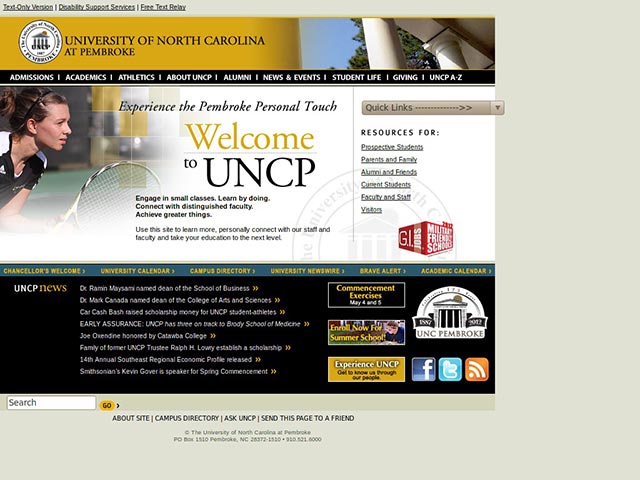 Text-Only Version | Disability Support Services | Free Text Relay
UNCP
UNIVERSITY OF NORTH CAROLINA
AT PEMBROKE
ADMISSIONS | ACADEMICS | ATHLETICS | ABOUT UNCP | ALUMNI | NEWS & EVENTS | STUDENT LIFE | GIVING | UNCP A-Z
Experience the Pembroke Personal Touch
Welcome
to UNCP
Engage in small classes. Learn by doing.
Connect with distinguished faculty.
Achieve greater things.
Use this site to learn more, personally connect with our staff and
faculty and take your education to the next level.
Quick Links -------------->>
RESOURCES FOR:
Prospective Students
Parents and Family
Alumni and Friends
Current Students
Faculty and Staff
Visitors
G.I. JOBS
MILITARY
FRIENDLY
SCHOOLS
CHANCELLOR'S WELCOME › UNIVERSITY CALENDAR › CAMPUS DIRECTORY › UNIVERSITY NEWSWIRE › BRAVE ALERT › ACADEMIC CALENDAR ›
UNCP news
Dr. Ramin Maysami named dean of the School of Business »
Dr. Mark Canada named dean of the College of Arts and Sciences »
Car Cash Bash raised scholarship money for UNCP student-athletes »
EARLY ASSURANCE: UNCP has three on track to Brody School of Medicine »
Joe Oxendine honored by Catawba College »
Family of former UNCP Trustee Ralph H. Lowry establish a scholarship »
14th Annual Southeast Regional Economic Profile released »
Smithsonian's Kevin Gover is speaker for Spring Commencement »
Commencement
Exercises
May 4 and 5
Enroll Now For
Summer School!
Experience UNCP
Get to know us through
our people.
1887 2012
UNC PEMBROKE
Search
GO ›
ABOUT SITE | CAMPUS DIRECTORY | ASK UNCP | SEND THIS PAGE TO A FRIEND
© The University of North Carolina at Pembroke
PO Box 1510 Pembroke, NC 28372-1510 • 910.521.6000